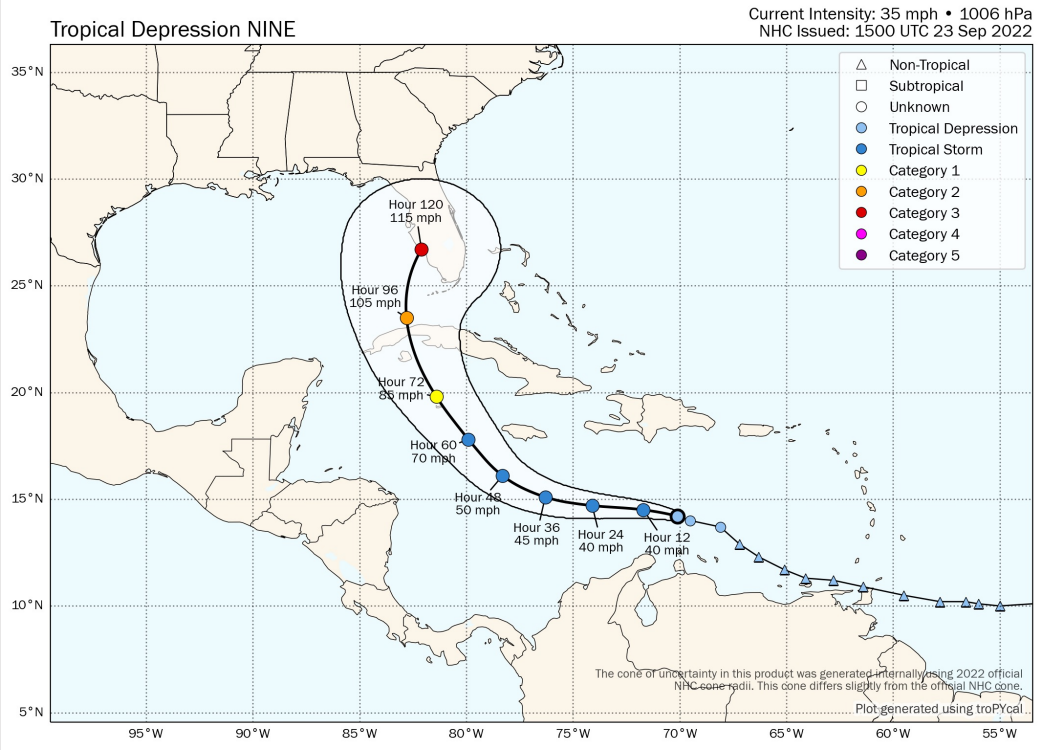 Tropical Depression NINE
Current Intensity: 35 mph • 1006 hPa
NHC Issued: 1500 UTC 23 Sep 2022
Non-Tropical
Subtropical
Unknown
Tropical Depression
Tropical Storm
Category 1
Category 2
Category 3
Category 4
Category 5
35°N
30°N
25°N
20°N
15°N
10°N
5°N
Hour 120
115 mph
Hour 96
105 mph
Hour 72
85 mph
Hour 60
70 mph
Hour 48
50 mph
Hour 36
45 mph
Hour 24
40 mph
Hour 12
40 mph
The cone of uncertainty in this product was generated internally using 2022 official
NHC cone radii. This cone differs slightly from the official NHC cone.
Plot generated using troPYcal
95°W
90°W
85°W
80°W
75°W
70°W
65°W
60°W
55°W